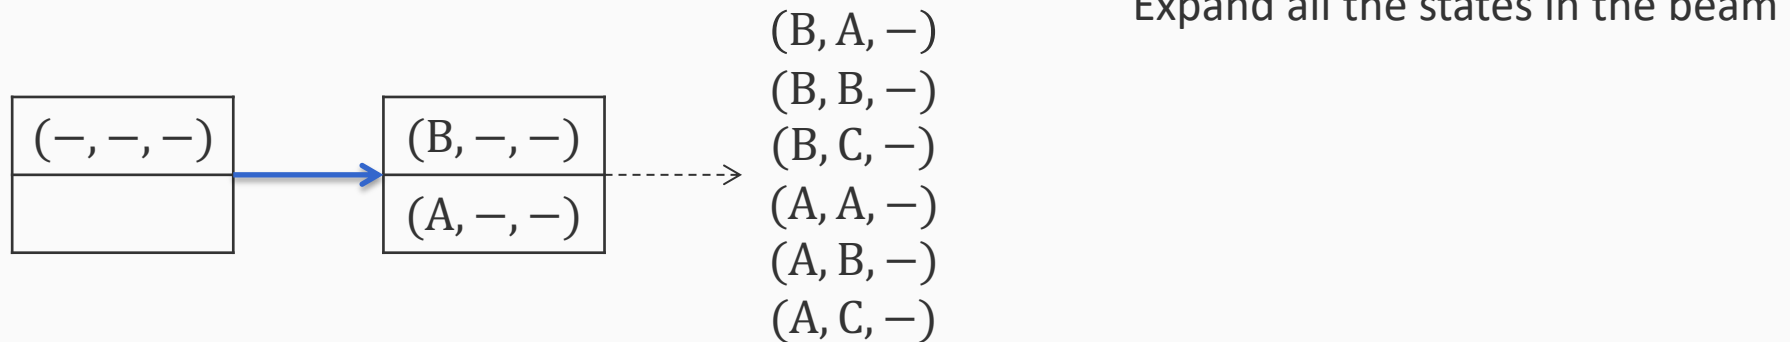 Expand all the states in the beam
(B, A, −)
(B, B, −)
(−, −, −)
(B, −, −)
(B, C, −)
(A, −, −)
(A, A, −)
(A, B, −)
(A, C, −)